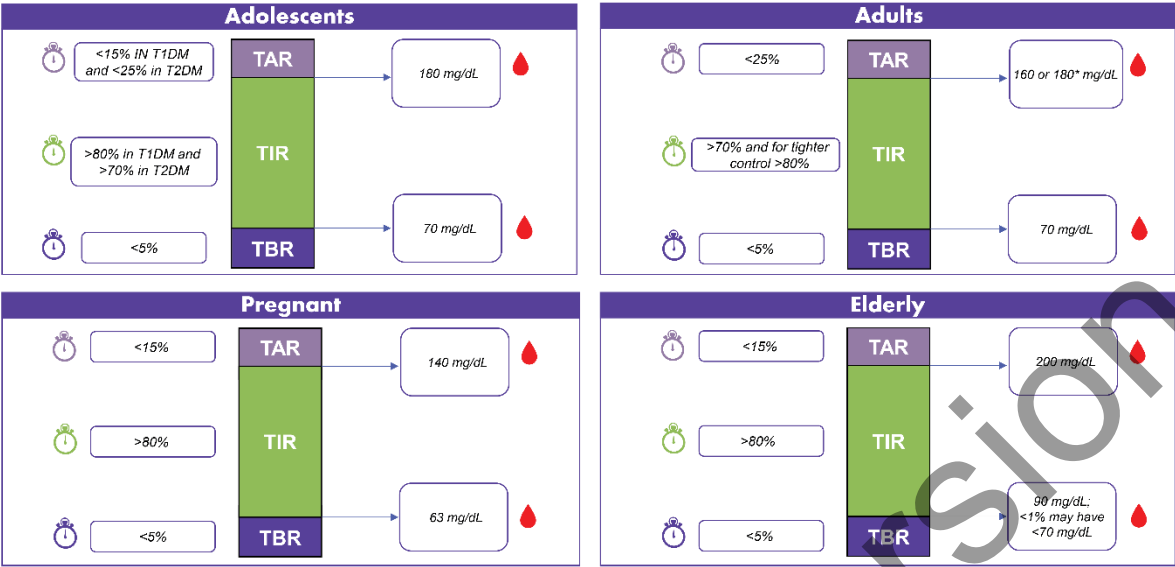 Adolescents
<15% IN T1DM
and <25% in T2DM
TAR
180 mg/dL
>80% in T1DM and
>70% in T2DM
TIR
70 mg/dL
<5%
TBR
Adults
<25%
TAR
160 or 180* mg/dL
>70% and for tighter
control >80%
TIR
70 mg/dL
<5%
TBR
Pregnant
<15%
TAR
140 mg/dL
>80%
TIR
63 mg/dL
<5%
TBR
Elderly
<15%
TAR
200 mg/dL
>80%
TIR
90 mg/dL;
<1% may have
<70 mg/dL
<5%
TBR
rsion